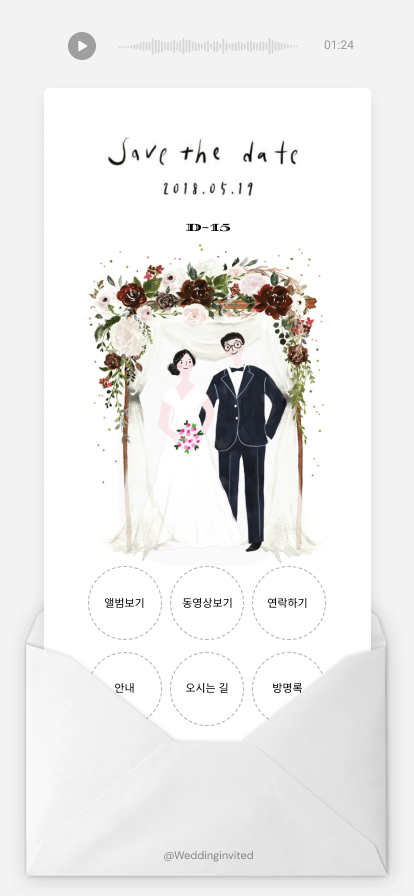 01:24
Save the date
2018.05.19
D-15
앨범보기 동영상보기 연락하기
안내 오시는 길 방명록
@Weddinginvited